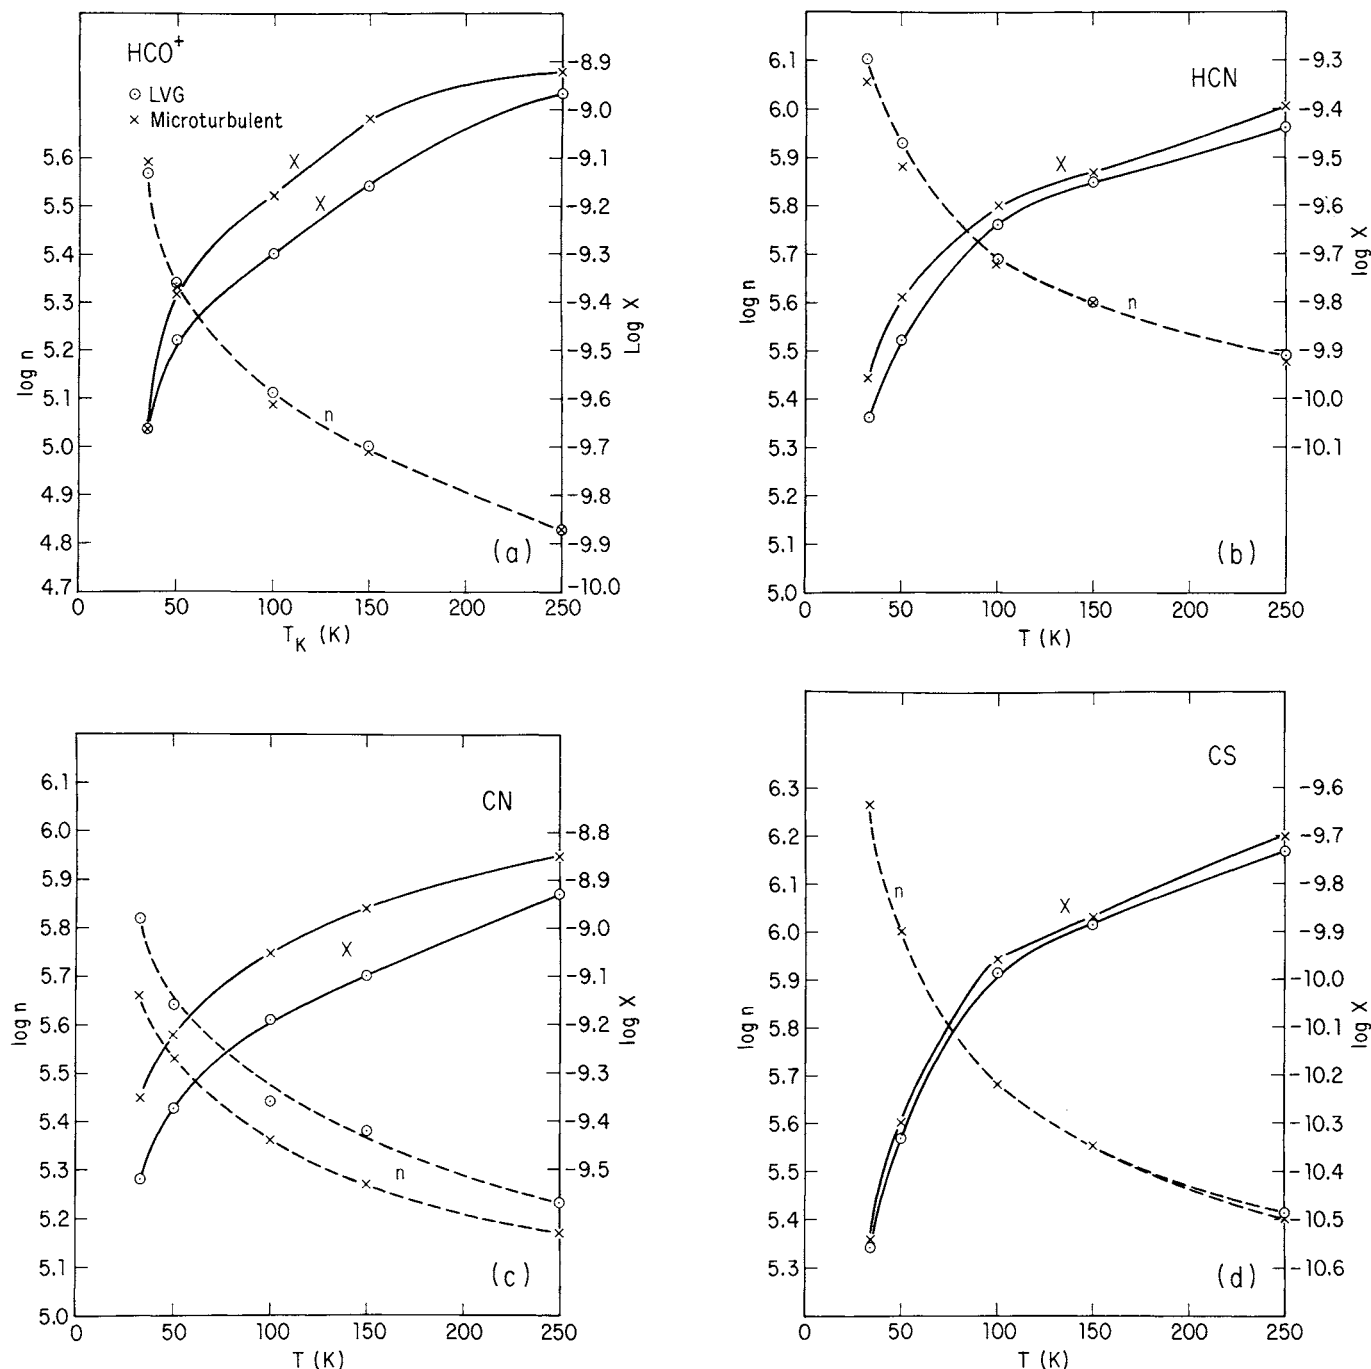 HCO+
⊙ LVG
× Microturbulent
5.6
5.5
5.4
5.3
5.2
5.1
5.0
4.9
4.8
4.7
log n
-8.9
-9.0
-9.1
-9.2
-9.3
-9.4
-9.5
-9.6
-9.7
-9.8
-9.9
-10.0
Log X
X
X
n
(a)
0 50 100 150 200 250
T_K (K)
HCN
6.1
6.0
5.9
5.8
5.7
5.6
5.5
5.4
5.3
5.2
5.1
5.0
log n
-9.3
-9.4
-9.5
-9.6
-9.7
-9.8
-9.9
-10.0
-10.1
log X
X
n
(b)
0 50 100 150 200 250
T (K)
CN
6.1
6.0
5.9
5.8
5.7
5.6
5.5
5.4
5.3
5.2
5.1
5.0
log n
-8.8
-8.9
-9.0
-9.1
-9.2
-9.3
-9.4
-9.5
log X
X
n
(c)
0 50 100 150 200 250
T (K)
CS
6.3
6.2
6.1
6.0
5.9
5.8
5.7
5.6
5.5
5.4
5.3
log n
-9.6
-9.7
-9.8
-9.9
-10.0
-10.1
-10.2
-10.3
-10.4
-10.5
-10.6
log X
n
X
(d)
0 50 100 150 200 250
T (K)